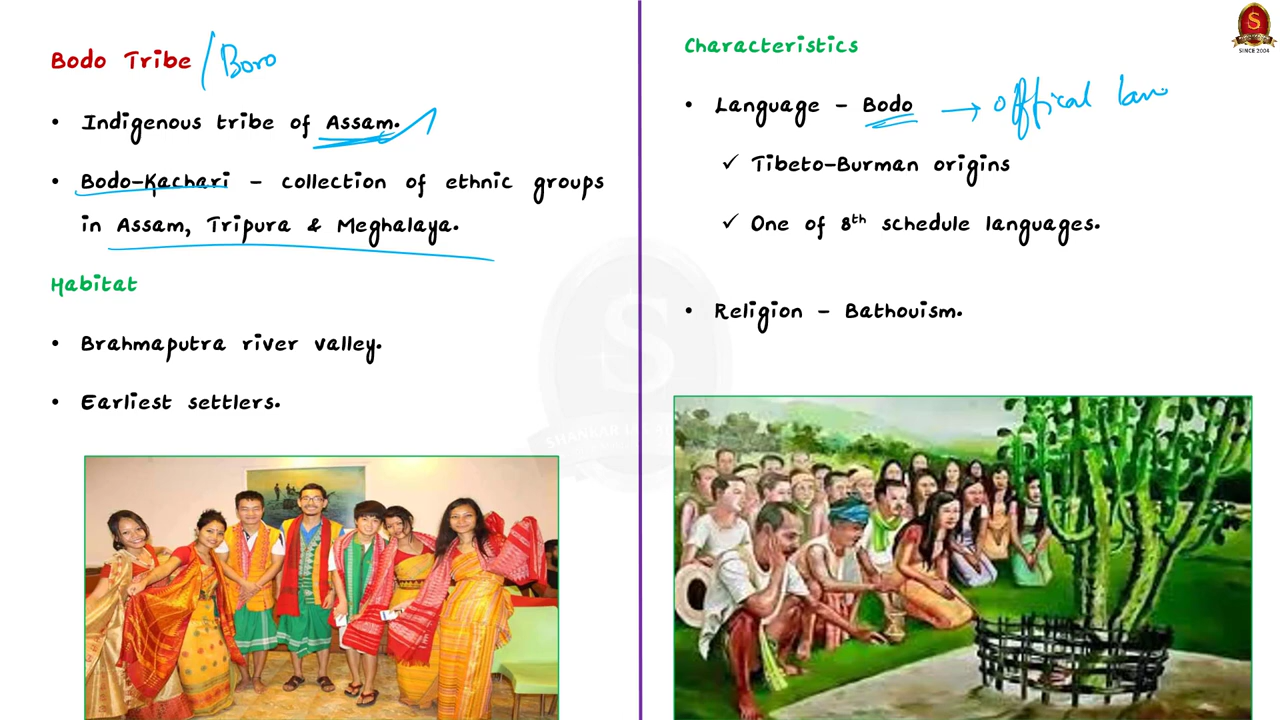 Bodo Tribe / Boro
• Indigenous tribe of Assam.
• Bodo-Kachari – collection of ethnic groups
in Assam, Tripura & Meghalaya.
Habitat
• Brahmaputra river valley.
• Earliest settlers.
Characteristics
• Language – Bodo → offical lan
✓ Tibeto-Burman origins
✓ One of 8th schedule languages.
• Religion – Bathouism.
S
SINCE 2004
S